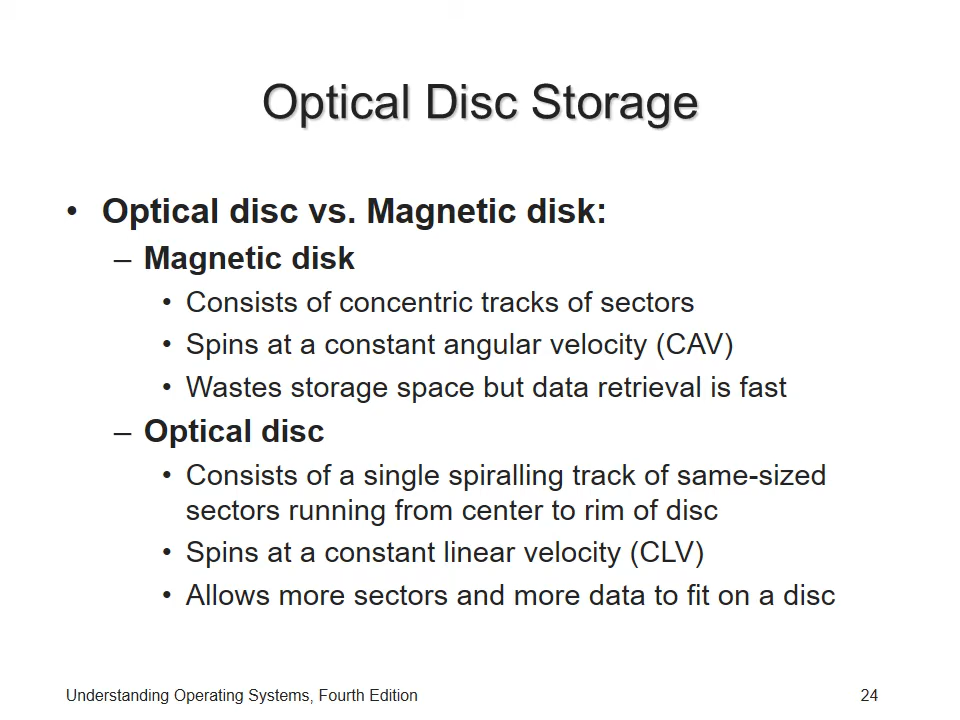 Optical Disc Storage
• Optical disc vs. Magnetic disk:
– Magnetic disk
• Consists of concentric tracks of sectors
• Spins at a constant angular velocity (CAV)
• Wastes storage space but data retrieval is fast
– Optical disc
• Consists of a single spiralling track of same-sized
sectors running from center to rim of disc
• Spins at a constant linear velocity (CLV)
• Allows more sectors and more data to fit on a disc
Understanding Operating Systems, Fourth Edition 24